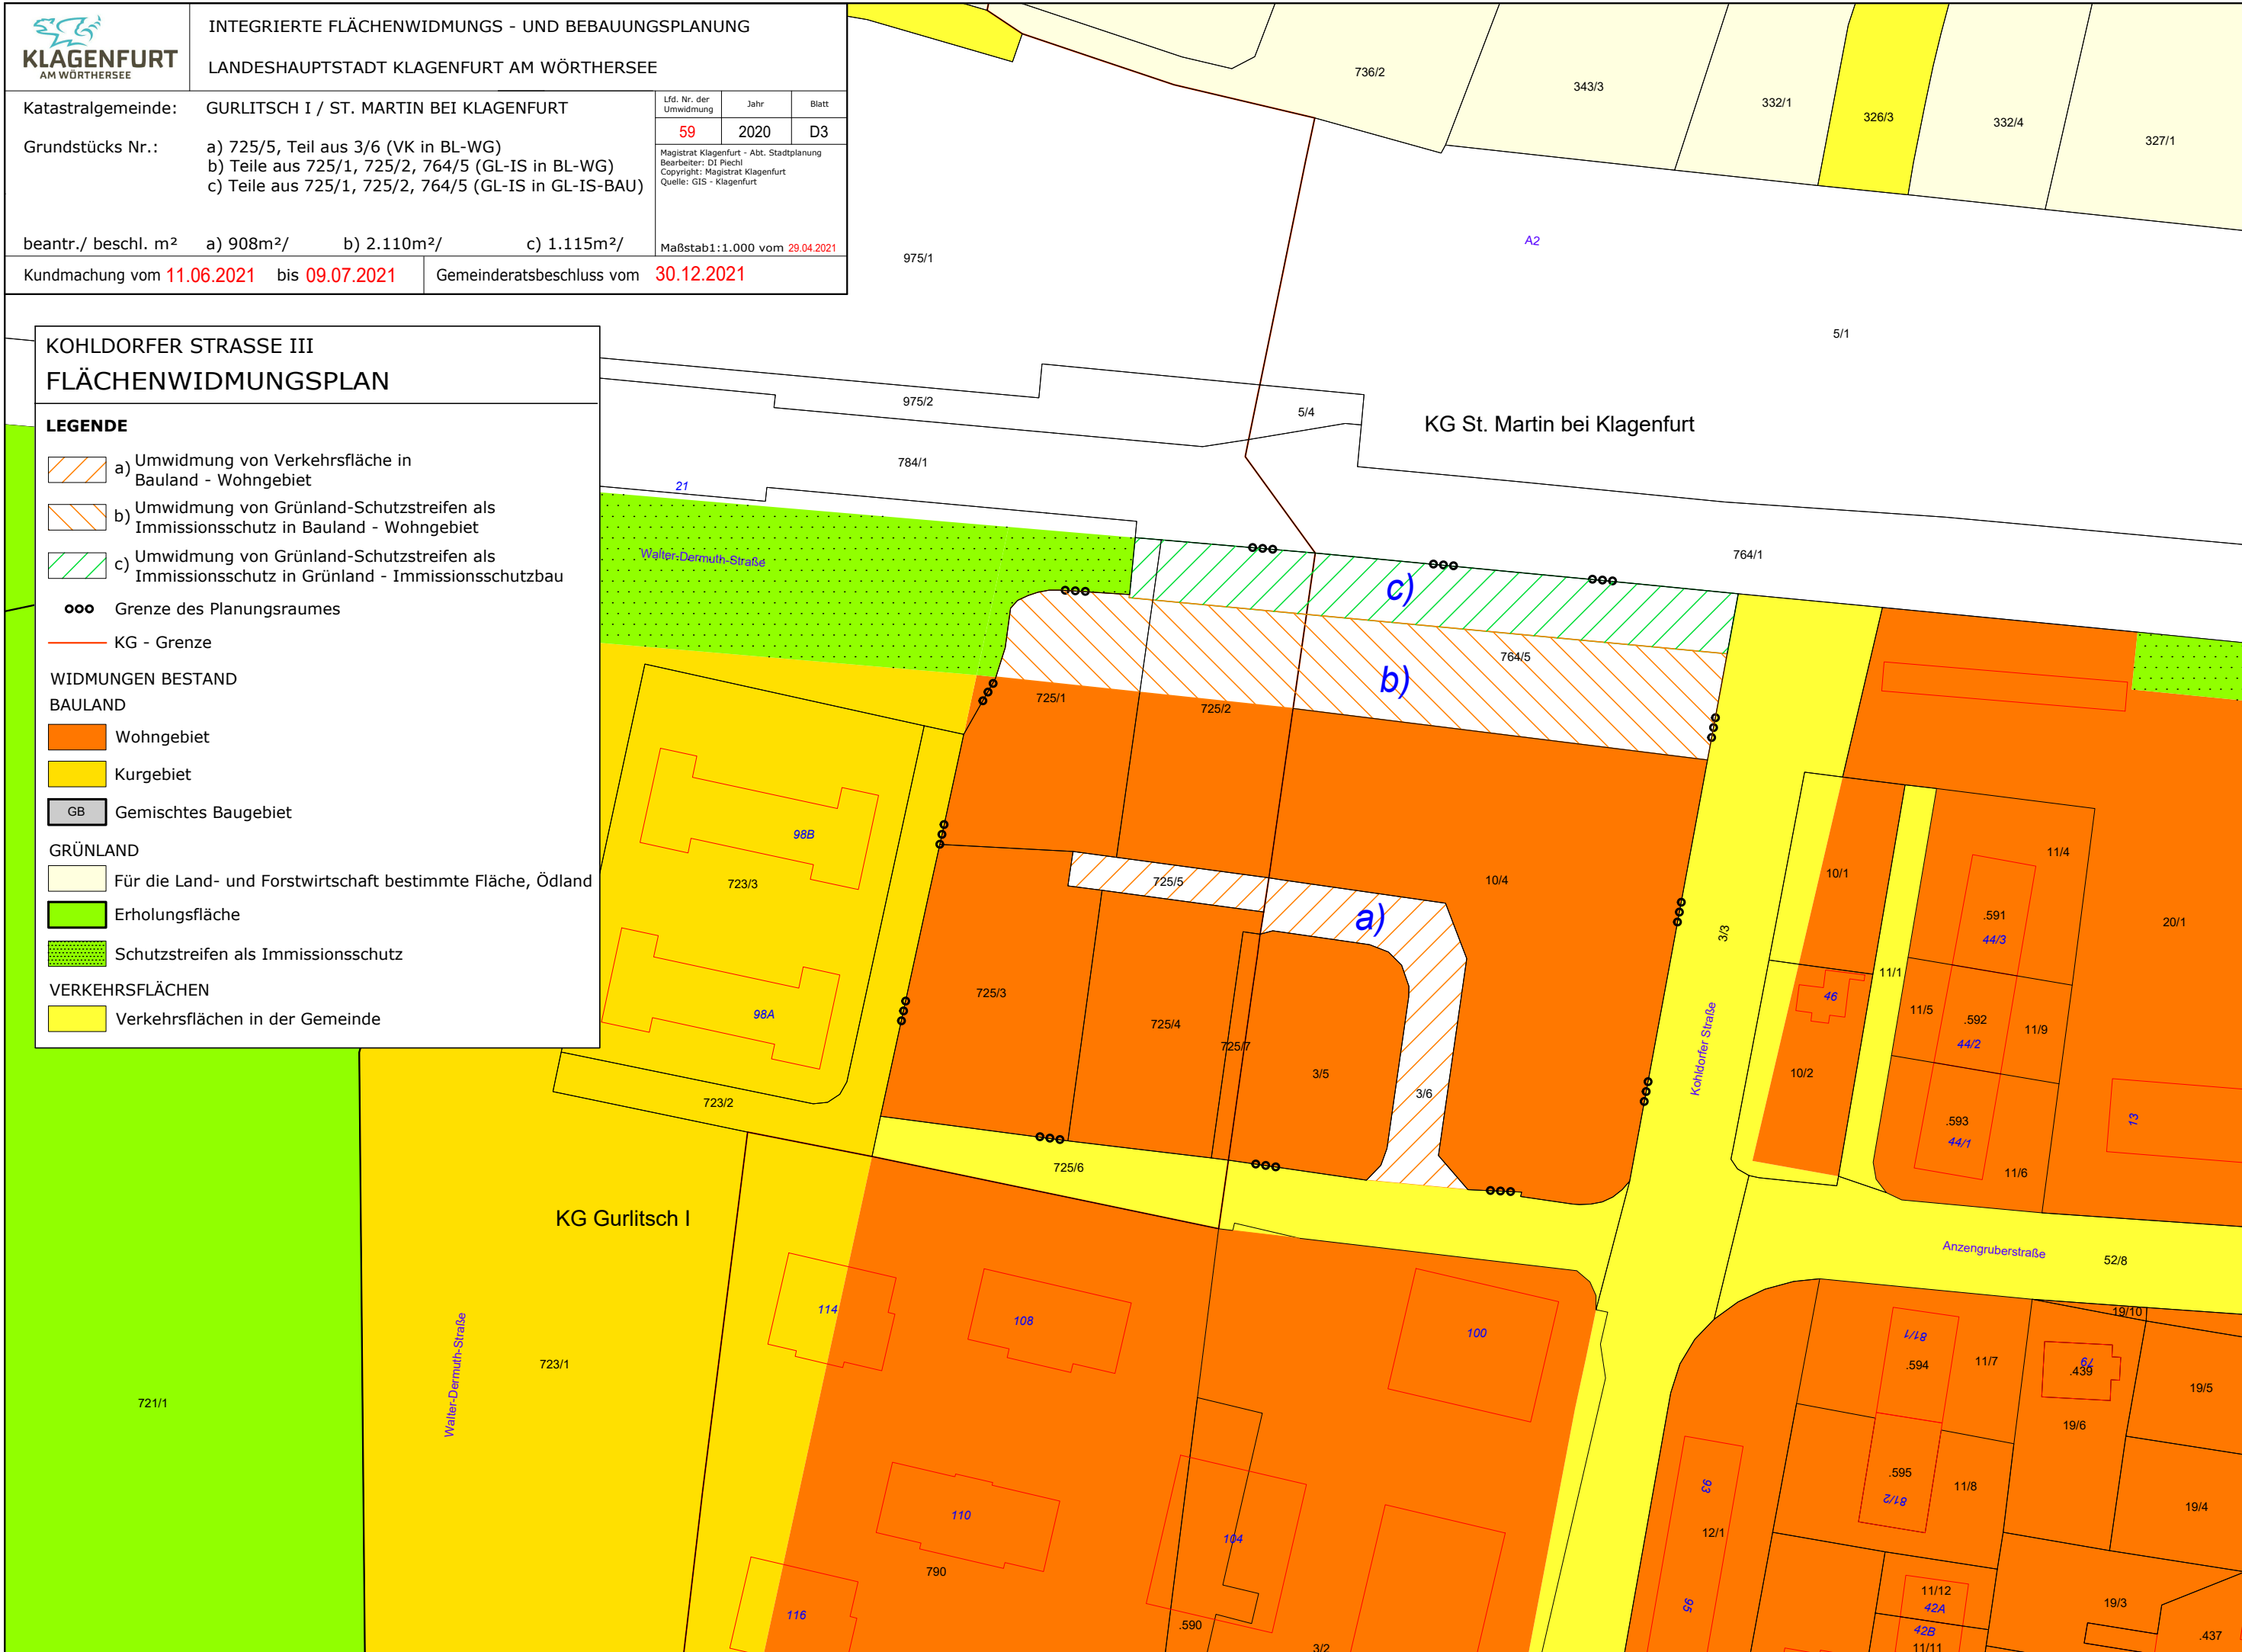 KLAGENFURT
AM WÖRTHERSEE
INTEGRIERTE FLÄCHENWIDMUNGS - UND BEBAUUNGSPLANUNG
LANDESHAUPTSTADT KLAGENFURT AM WÖRTHERSEE
Katastralgemeinde: GURLITSCH I / ST. MARTIN BEI KLAGENFURT
Grundstücks Nr.: a) 725/5, Teil aus 3/6 (VK in BL-WG)
b) Teile aus 725/1, 725/2, 764/5 (GL-IS in BL-WG)
c) Teile aus 725/1, 725/2, 764/5 (GL-IS in GL-IS-BAU)
beantr./ beschl. m² a) 908m²/ b) 2.110m²/ c) 1.115m²/
Lfd. Nr. der Umwidmung Jahr Blatt
59 2020 D3
Magistrat Klagenfurt - Abt. Stadtplanung
Bearbeiter: DI Piechl
Copyright: Magistrat Klagenfurt
Quelle: GIS - Klagenfurt
Maßstab1:1.000 vom 29.04.2021
Kundmachung vom 11.06.2021 bis 09.07.2021 Gemeinderatsbeschluss vom 30.12.2021
KOHLDORFER STRASSE III
FLÄCHENWIDMUNGSPLAN
LEGENDE
a) Umwidmung von Verkehrsfläche in
Bauland - Wohngebiet
b) Umwidmung von Grünland-Schutzstreifen als
Immissionsschutz in Bauland - Wohngebiet
c) Umwidmung von Grünland-Schutzstreifen als
Immissionsschutz in Grünland - Immissionsschutzbau
Grenze des Planungsraumes
KG - Grenze
WIDMUNGEN BESTAND
BAULAND
Wohngebiet
Kurgebiet
GB Gemischtes Baugebiet
GRÜNLAND
Für die Land- und Forstwirtschaft bestimmte Fläche, Ödland
Erholungsfläche
Schutzstreifen als Immissionsschutz
VERKEHRSFLÄCHEN
Verkehrsflächen in der Gemeinde
736/2
343/3
332/1
326/3
332/4
327/1
A2
975/1
5/1
975/2
5/4
KG St. Martin bei Klagenfurt
784/1
21
Walter-Dermuth-Straße
764/1
c)
764/5
b)
725/1
725/2
98B
723/3
725/5
10/4
a)
10/1
11/4
.591
44/3
20/1
3/3
11/1
725/3
98A
725/4
725/7
3/5
3/6
Kohldorfer Straße
46
11/5
.592
11/9
44/2
10/2
723/2
.593
44/1
13
11/6
725/6
KG Gurlitsch I
Anzengruberstraße
52/8
114
108
100
19/10
81/1
.594
11/7
79
.439
19/5
723/1
Walter-Dermuth-Straße
721/1
19/6
93
.595
81/2
11/8
19/4
110
104
12/1
790
11/12
42A
19/3
116
95
.590
42B
11/11
.437
3/2